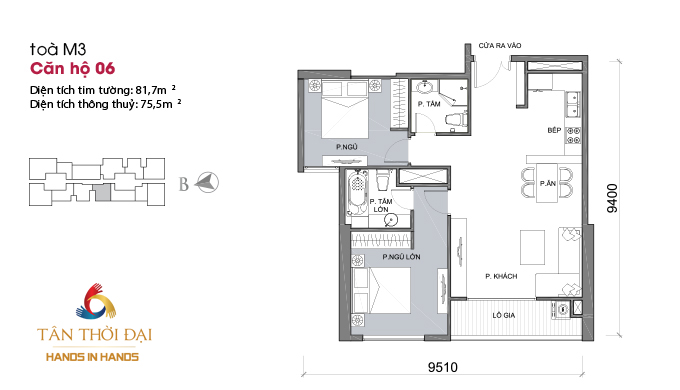 toà M3
Căn hộ 06
Diện tích tim tường: 81,7m ²
Diện tích thông thuỷ: 75,5m ²
CỬA RA VÀO
P. TẮM
BẾP
P.NGỦ
B
P. TẮM
LỚN
P.ĂN
9400
P.NGỦ LỚN
P. KHÁCH
LÔ GIA
TÂN THỜI ĐẠI
HANDS IN HANDS
9510